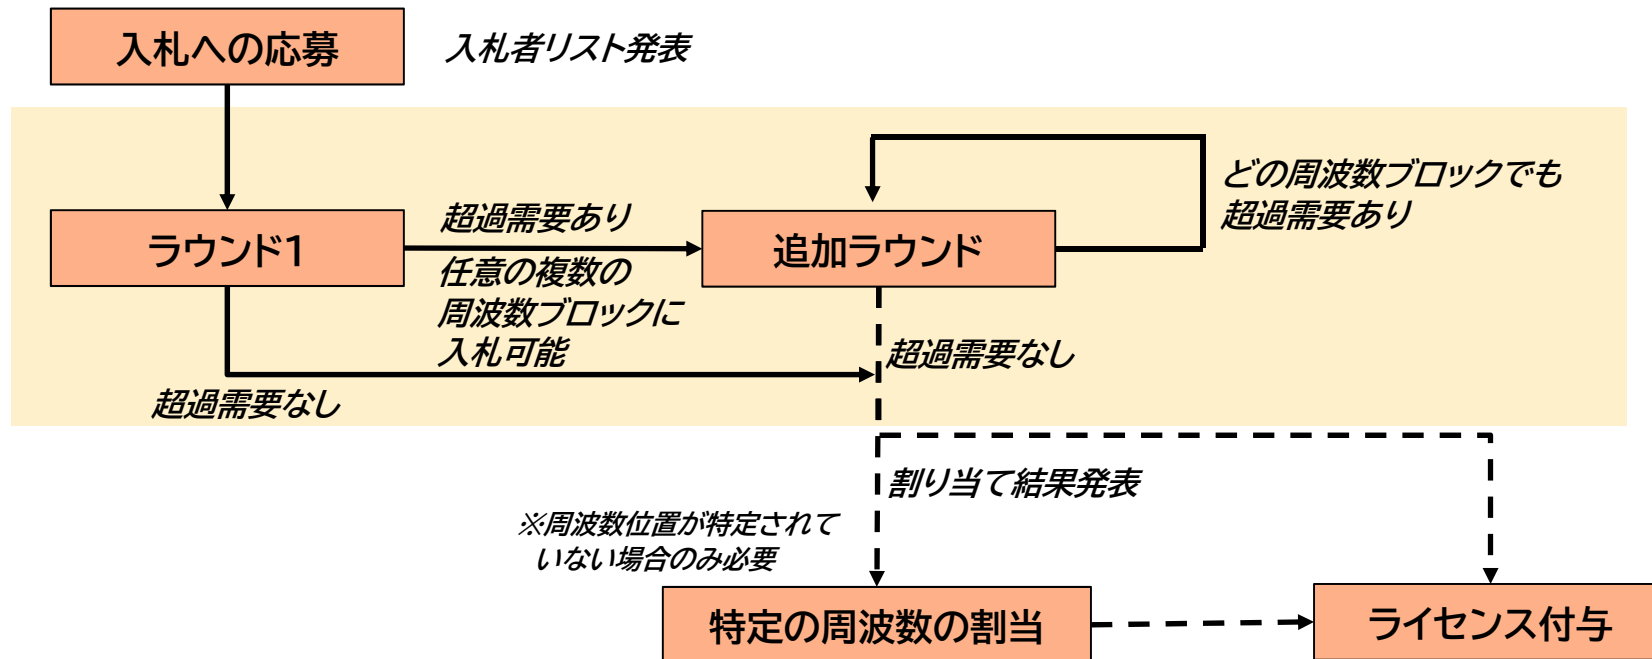 入札への応募
入札者リスト発表
ラウンド1
超過需要あり
任意の複数の
周波数ブロックに
入札可能
追加ラウンド
どの周波数ブロックでも
超過需要あり
超過需要なし
超過需要なし
割り当て結果発表
※周波数位置が特定されて
いない場合のみ必要
特定の周波数の割当
ライセンス付与